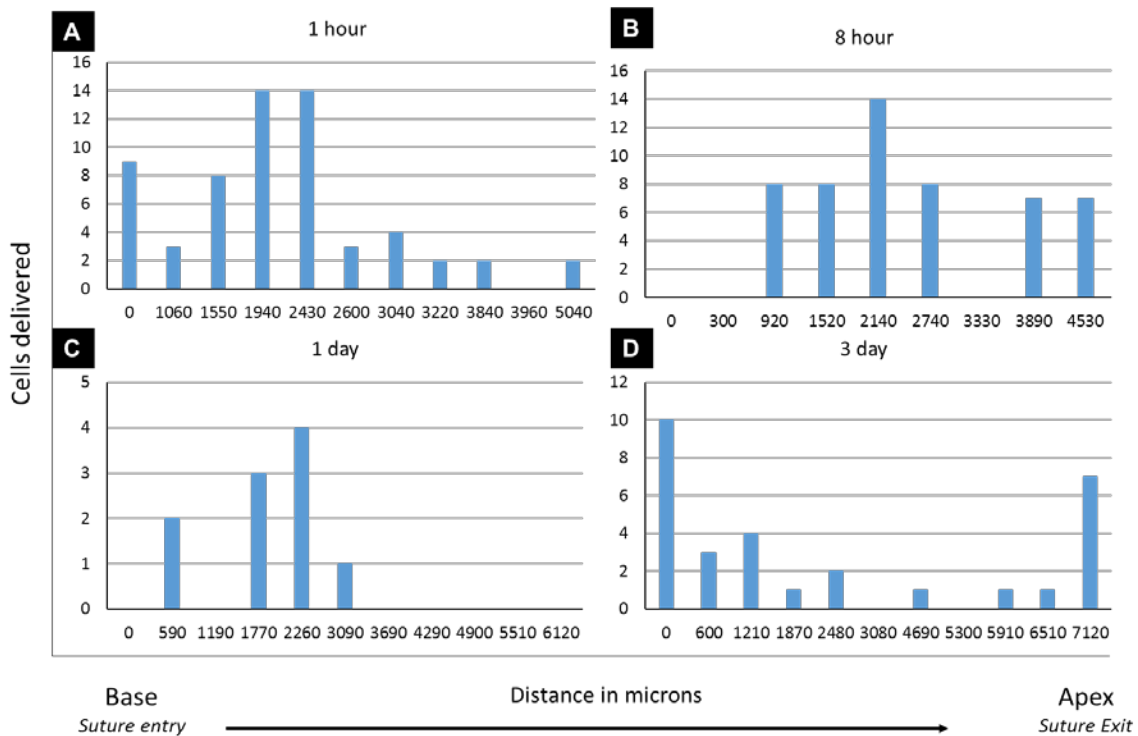 A
1 hour
16
14
12
10
8
6
4
2
0
0 1060 1550 1940 2430 2600 3040 3220 3840 3960 5040
B
8 hour
16
14
12
10
8
6
4
2
0
0 300 920 1520 2140 2740 3330 3890 4530
C
1 day
5
4
3
2
1
0
0 590 1190 1770 2260 3090 3690 4290 4900 5510 6120
D
3 day
12
10
8
6
4
2
0
0 600 1210 1870 2480 3080 4690 5300 5910 6510 7120
Cells delivered
Distance in microns
Base
Suture entry
Apex
Suture Exit